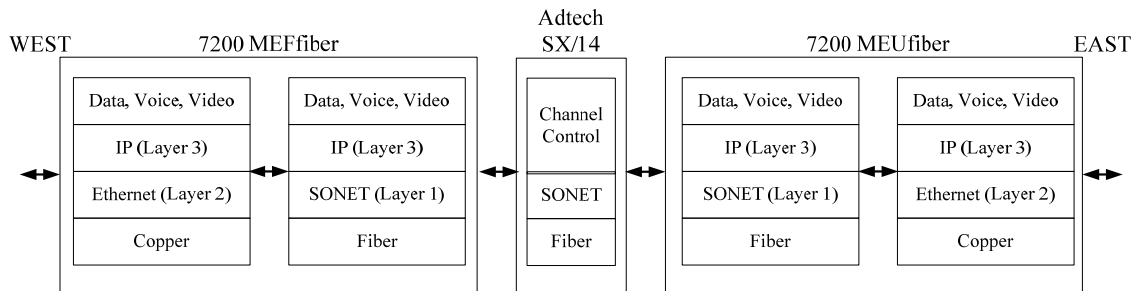 WEST
7200 MEFfiber
Adtech
SX/14
7200 MEUfiber
EAST
Data, Voice, Video
IP (Layer 3)
Ethernet (Layer 2)
Copper
Data, Voice, Video
IP (Layer 3)
SONET (Layer 1)
Fiber
Channel
Control
SONET
Fiber
Data, Voice, Video
IP (Layer 3)
SONET (Layer 1)
Fiber
Data, Voice, Video
IP (Layer 3)
Ethernet (Layer 2)
Copper